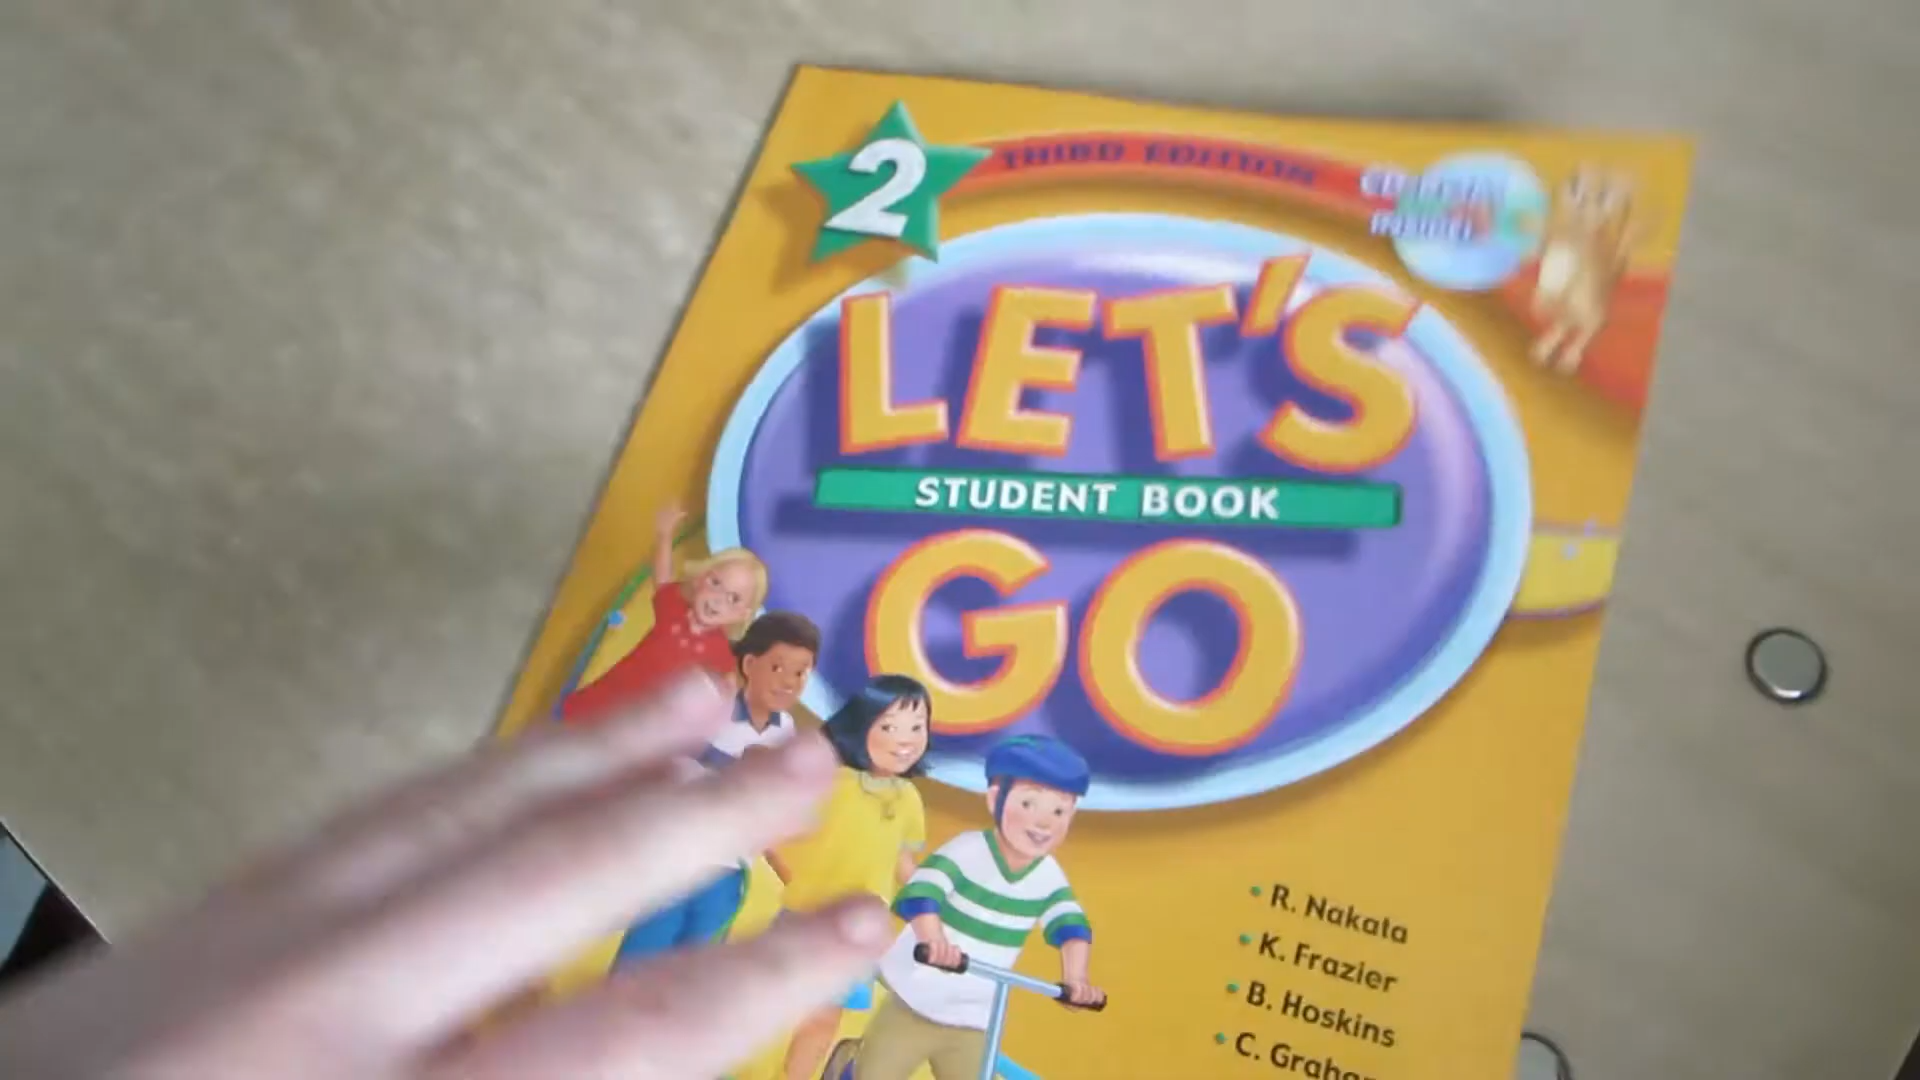 2
THIRD EDITION
LET'S
STUDENT BOOK
GO
• R. Nakata
• K. Frazier
• B. Hoskins
• C.